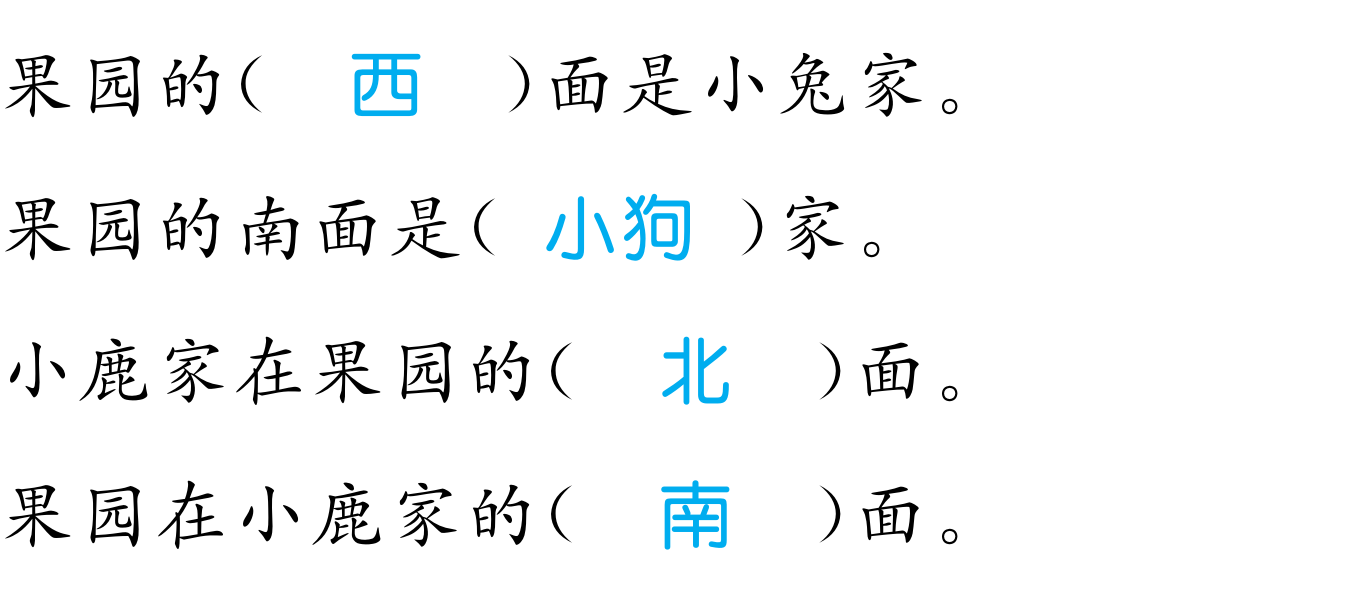 果园的( 西 )面是小兔家。
果园的南面是( 小狗 )家。
小鹿家在果园的( 北 )面。
果园在小鹿家的( 南 )面。